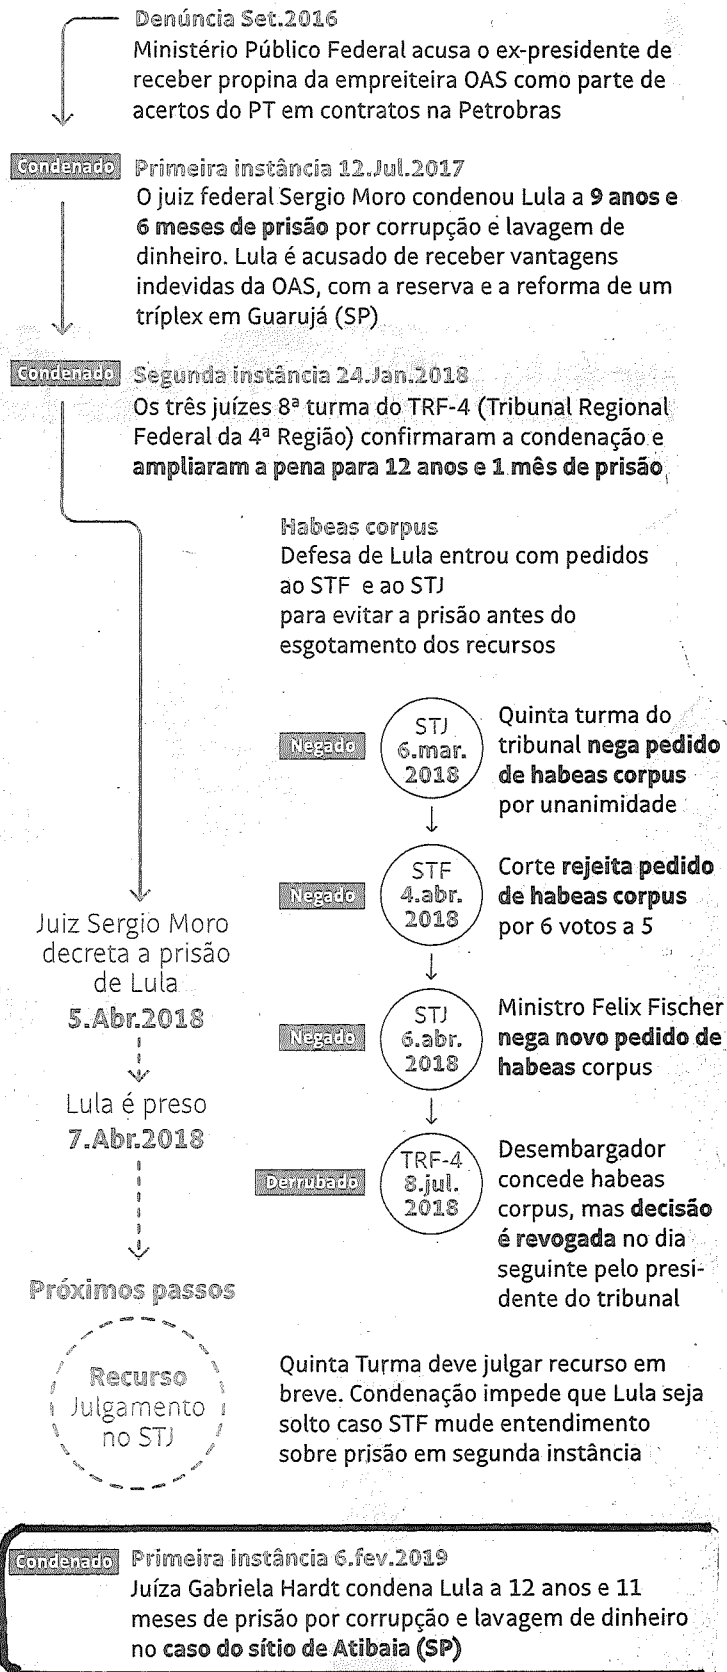 Denúncia Set.2016
Ministério Público Federal acusa o ex-presidente de
receber propina da empreiteira OAS como parte de
acertos do PT em contratos na Petrobras
Condenado
Primeira instância 12.Jul.2017
O juiz federal Sergio Moro condenou Lula a 9 anos e
6 meses de prisão por corrupção e lavagem de
dinheiro. Lula é acusado de receber vantagens
indevidas da OAS, com a reserva e a reforma de um
tríplex em Guarujá (SP)
Condenado
Segunda instância 24.Jan.2018
Os três juízes 8ª turma do TRF-4 (Tribunal Regional
Federal da 4ª Região) confirmaram a condenação e
ampliaram a pena para 12 anos e 1 mês de prisão
Habeas corpus
Defesa de Lula entrou com pedidos
ao STF e ao STJ
para evitar a prisão antes do
esgotamento dos recursos
Negado
STJ
6.mar.
2018
Quinta turma do
tribunal nega pedido
de habeas corpus
por unanimidade
Negado
STF
4.abr.
2018
Corte rejeita pedido
de habeas corpus
por 6 votos a 5
Negado
STJ
6.abr.
2018
Ministro Felix Fischer
nega novo pedido de
habeas corpus
Derrubado
TRF-4
8.jul.
2018
Desembargador
concede habeas
corpus, mas decisão
é revogada no dia
seguinte pelo presi-
dente do tribunal
Juiz Sergio Moro
decreta a prisão
de Lula
5.Abr.2018
Lula é preso
7.Abr.2018
Próximos passos
Recurso
Julgamento
no STJ
Quinta Turma deve julgar recurso em
breve. Condenação impede que Lula seja
solto caso STF mude entendimento
sobre prisão em segunda instância
Condenado
Primeira instância 6.fev.2019
Juíza Gabriela Hardt condena Lula a 12 anos e 11
meses de prisão por corrupção e lavagem de dinheiro
no caso do sítio de Atibaia (SP)